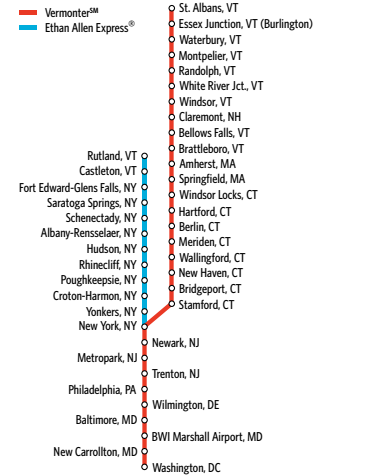 Vermonter℠
Ethan Allen Express®
St. Albans, VT
Essex Junction, VT (Burlington)
Waterbury, VT
Montpelier, VT
Randolph, VT
White River Jct., VT
Windsor, VT
Claremont, NH
Bellows Falls, VT
Brattleboro, VT
Amherst, MA
Springfield, MA
Windsor Locks, CT
Hartford, CT
Berlin, CT
Meriden, CT
Wallingford, CT
New Haven, CT
Bridgeport, CT
Stamford, CT
Rutland, VT
Castleton, VT
Fort Edward-Glens Falls, NY
Saratoga Springs, NY
Schenectady, NY
Albany-Rensselaer, NY
Hudson, NY
Rhinecliff, NY
Poughkeepsie, NY
Croton-Harmon, NY
Yonkers, NY
New York, NY
Newark, NJ
Metropark, NJ
Trenton, NJ
Philadelphia, PA
Wilmington, DE
Baltimore, MD
BWI Marshall Airport, MD
New Carrollton, MD
Washington, DC